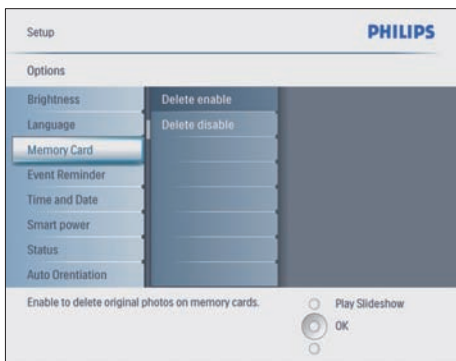 Setup
PHILIPS
Options
Brightness
Delete enable
Language
Delete disable
Memory Card
Event Reminder
Time and Date
Smart power
Status
Auto Orentiation
Enable to delete original photos on memory cards.
Play Slideshow
OK